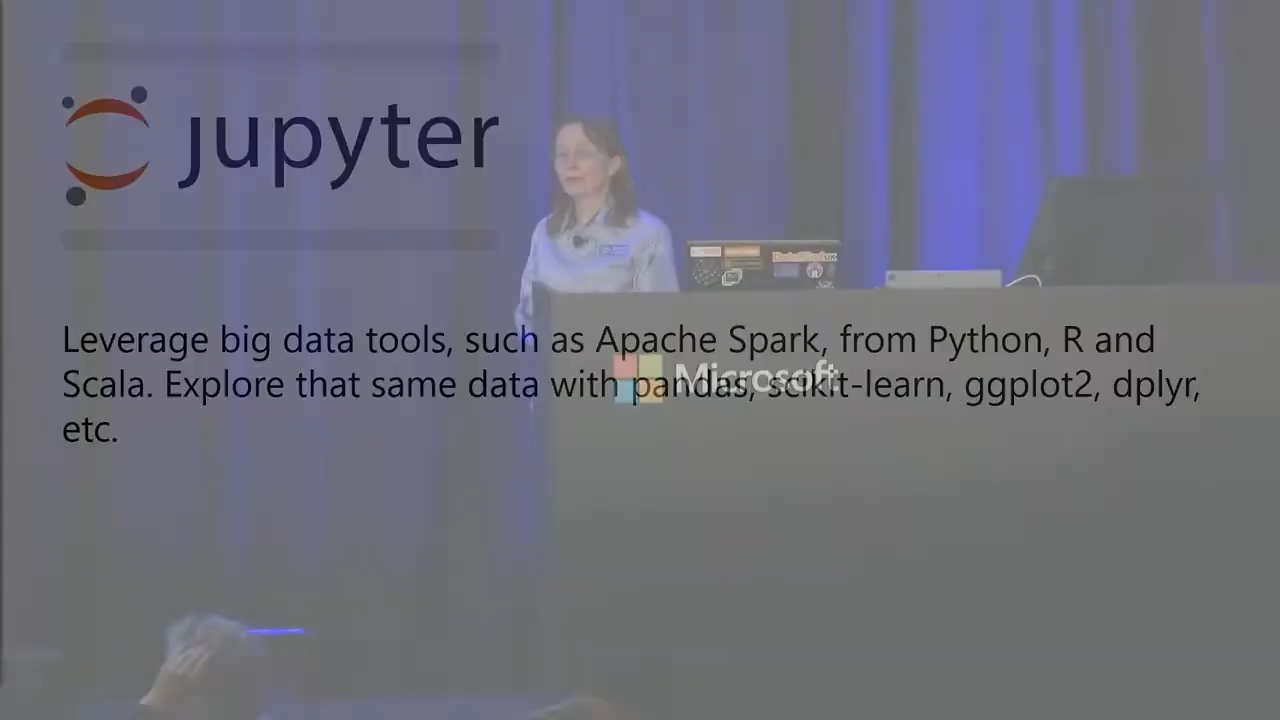 Jupyter
Leverage big data tools, such as Apache Spark, from Python, R and
Scala. Explore that same data with pandas, scikit-learn, ggplot2, dplyr,
etc.
Microsoft